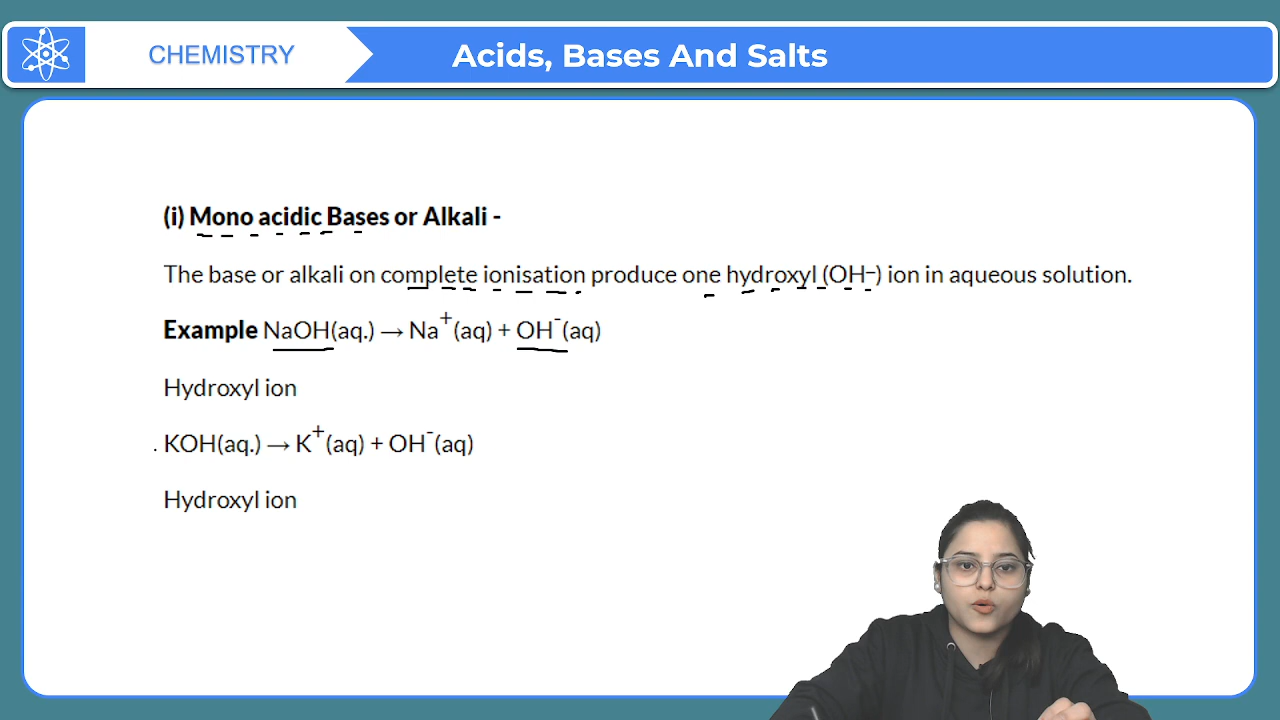 CHEMISTRY
Acids, Bases And Salts
(i) Mono acidic Bases or Alkali -
The base or alkali on complete ionisation produce one hydroxyl (OH–) ion in aqueous solution.
Example NaOH(aq.) → Na⁺(aq) + OH⁻(aq)
Hydroxyl ion
. KOH(aq.) → K⁺(aq) + OH⁻(aq)
Hydroxyl ion